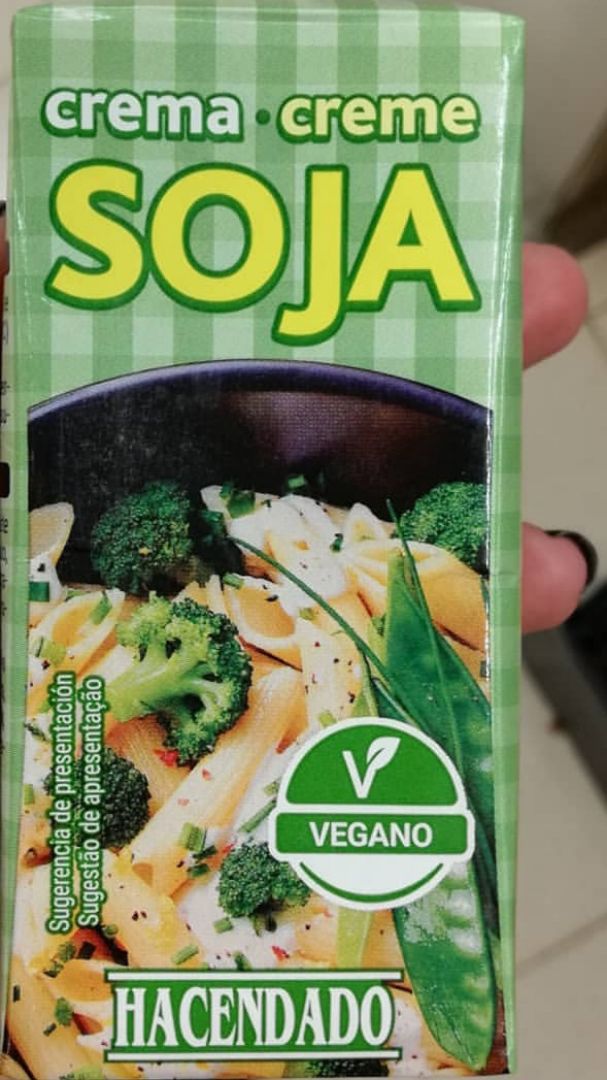 crema · creme
SOJA
Sugerencia de presentación
Sugestão de apresentação
V
VEGANO
HACENDADO